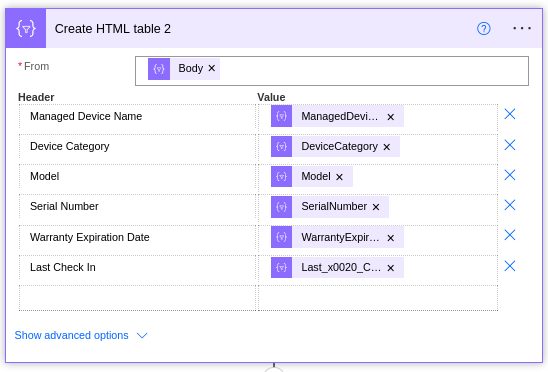 Create HTML table 2
* From
Body
Header Value
Managed Device Name ManagedDevi...
Device Category DeviceCategory
Model Model
Serial Number SerialNumber
Warranty Expiration Date WarrantyExpir...
Last Check In Last_x0020_C...
Show advanced options